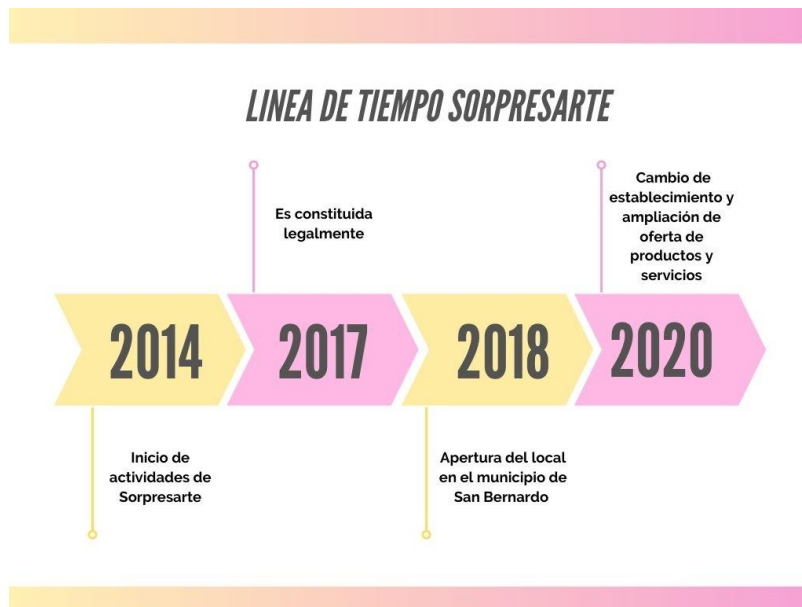 LINEA DE TIEMPO SORPRESARTE
Es constituida
legalmente
Cambio de
establecimiento y
ampliación de
oferta de
productos y
servicios
2014
2017
2018
2020
Inicio de
actividades de
Sorpresarte
Apertura del local
en el municipio de
San Bernardo